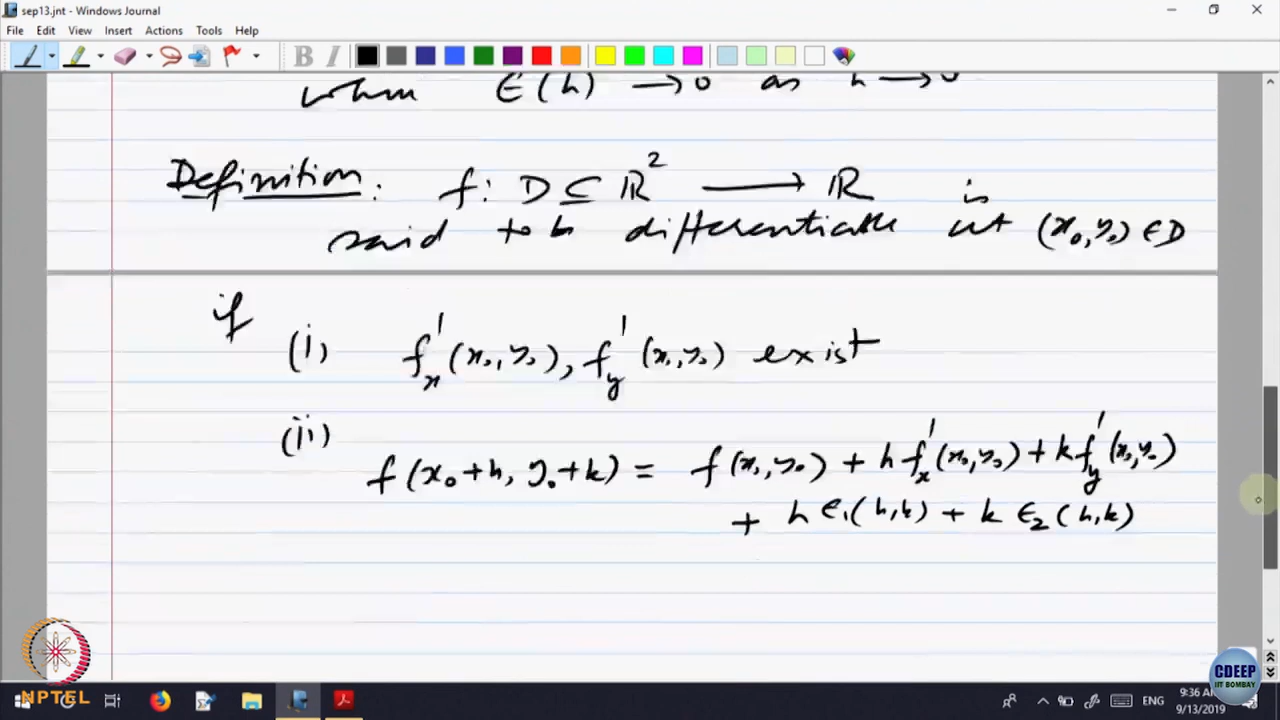 sep13.jnt - Windows Journal
File Edit View Insert Actions Tools Help
B I
when ∈(h) → 0 as h → 0
Definition: f: D ⊆ ℝ² → ℝ is
said to be differentiable at (x₀, y₀) ∈ D
if
(i) f'ₓ(x₀, y₀), f'ᵧ(x₀, y₀) exist
(ii)
f(x₀+h, y₀+k) = f(x₀, y₀) + h f'ₓ(x₀, y₀) + k f'ᵧ(x₀, y₀)
+ h ∈₁(h,k) + k ∈₂(h,k)
NPTEL
CDEEP
IIT BOMBAY
ENG
9:36 AM
9/13/2019